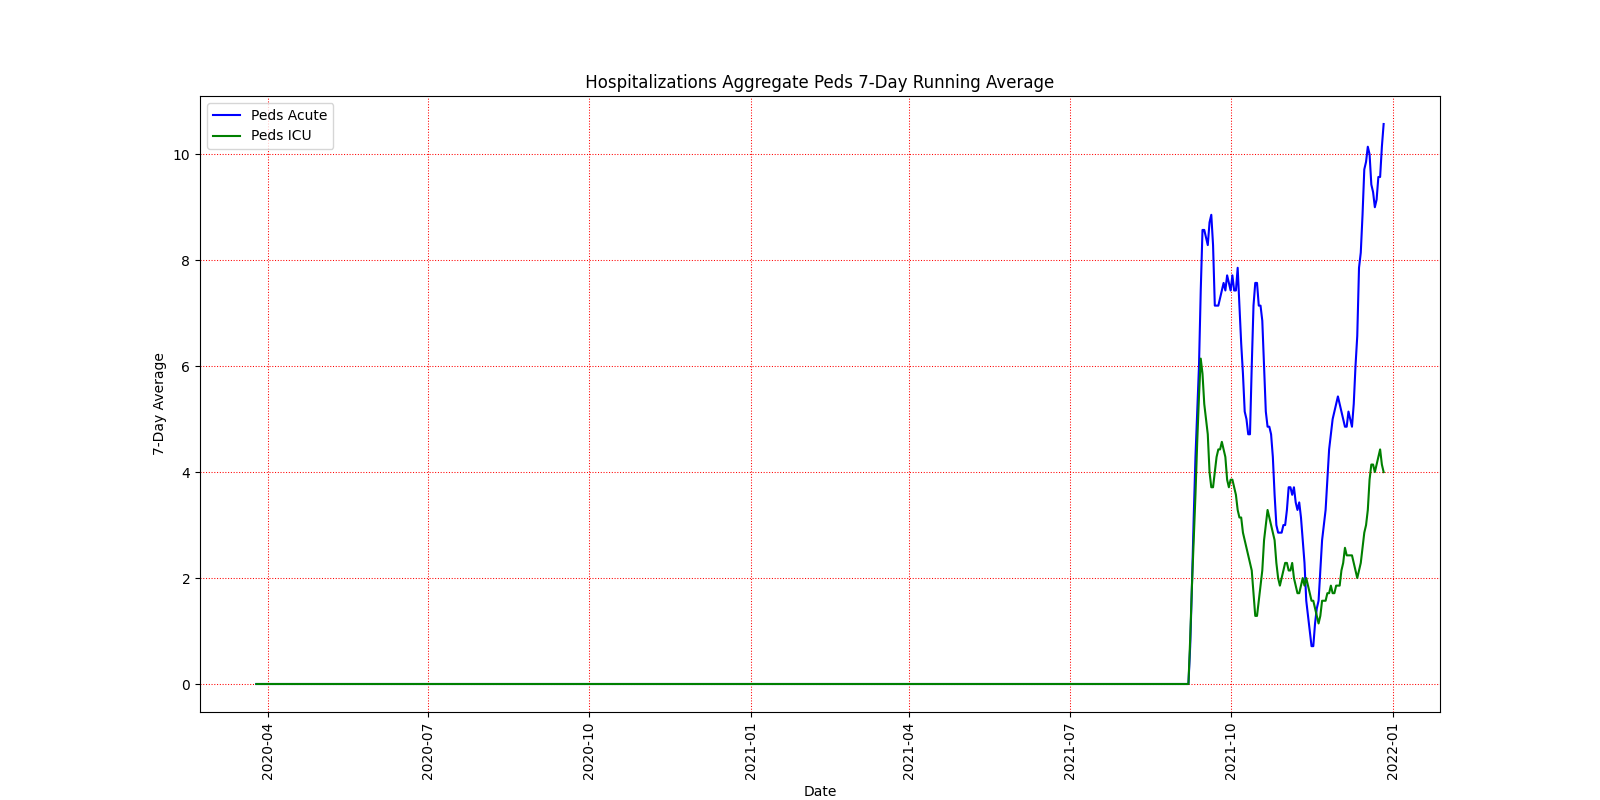 Hospitalizations Aggregate Peds 7-Day Running Average
Peds Acute
Peds ICU
10
8
6
4
2
0
7-Day Average
2020-04
2020-07
2020-10
2021-01
2021-04
2021-07
2021-10
2022-01
Date